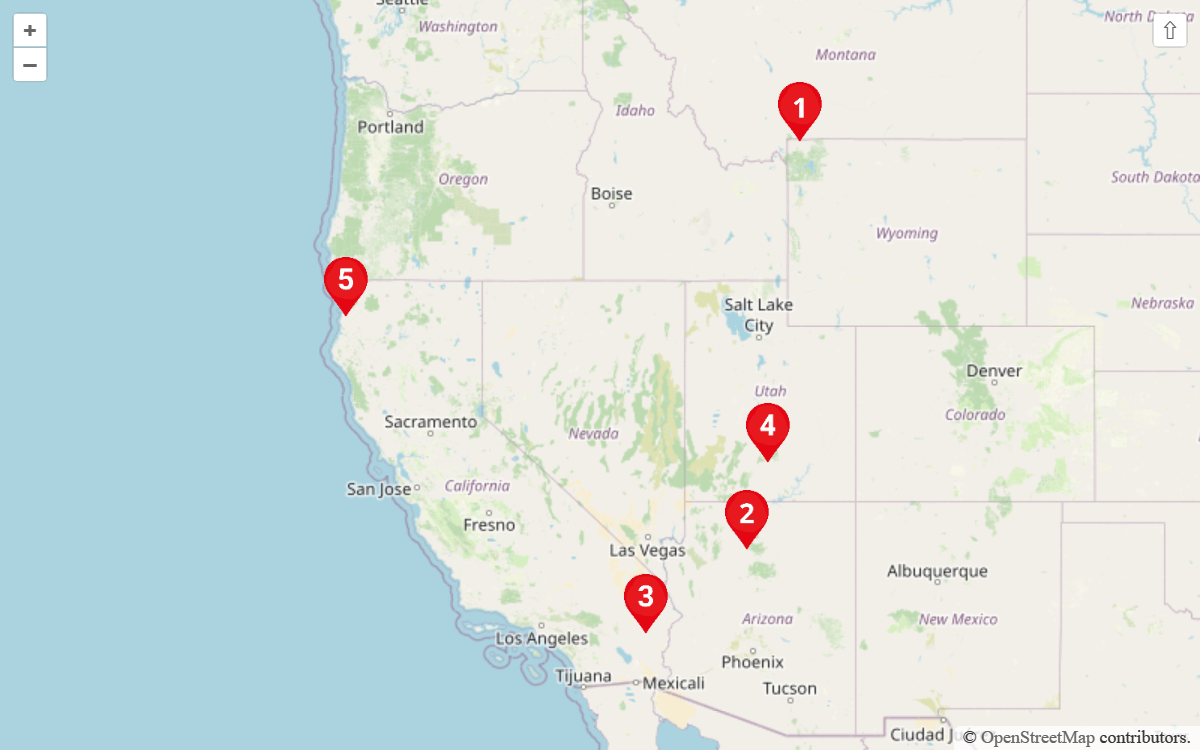 Seattle
+
North Dakota
⇧
Washington
Montana
−
1
Idaho
Portland
Oregon
South Dakota
Boise
Wyoming
5
Salt Lake
City
Nebraska
Denver
Utah
Colorado
Sacramento
4
Nevada
San Jose
California
2
Fresno
Las Vegas
Albuquerque
3
Arizona
New Mexico
Los Angeles
Phoenix
Tijuana
Mexicali
Tucson
Ciudad
© OpenStreetMap contributors.